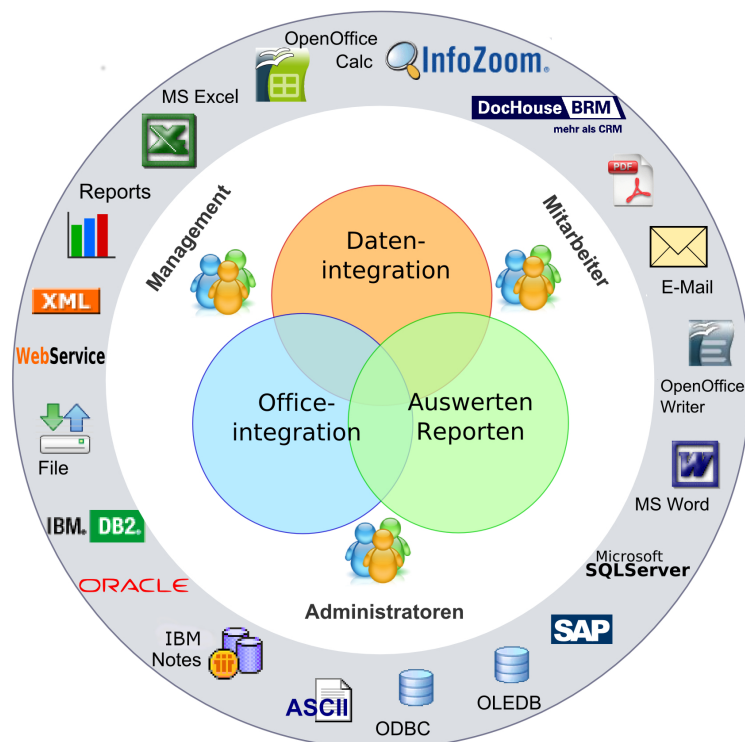 OpenOffice
Calc
InfoZoom®
DocHouse BRM
mehr als CRM
MS Excel
PDF
Reports
Management
Mitarbeiter
Daten-
integration
E-Mail
XML
WebService
OpenOffice
Writer
Office-
integration
Auswerten
Reporten
File
W
MS Word
IBM® DB2®
Microsoft
SQLServer
ORACLE
Administratoren
SAP
IBM
Notes
OLEDB
ASCII
ODBC